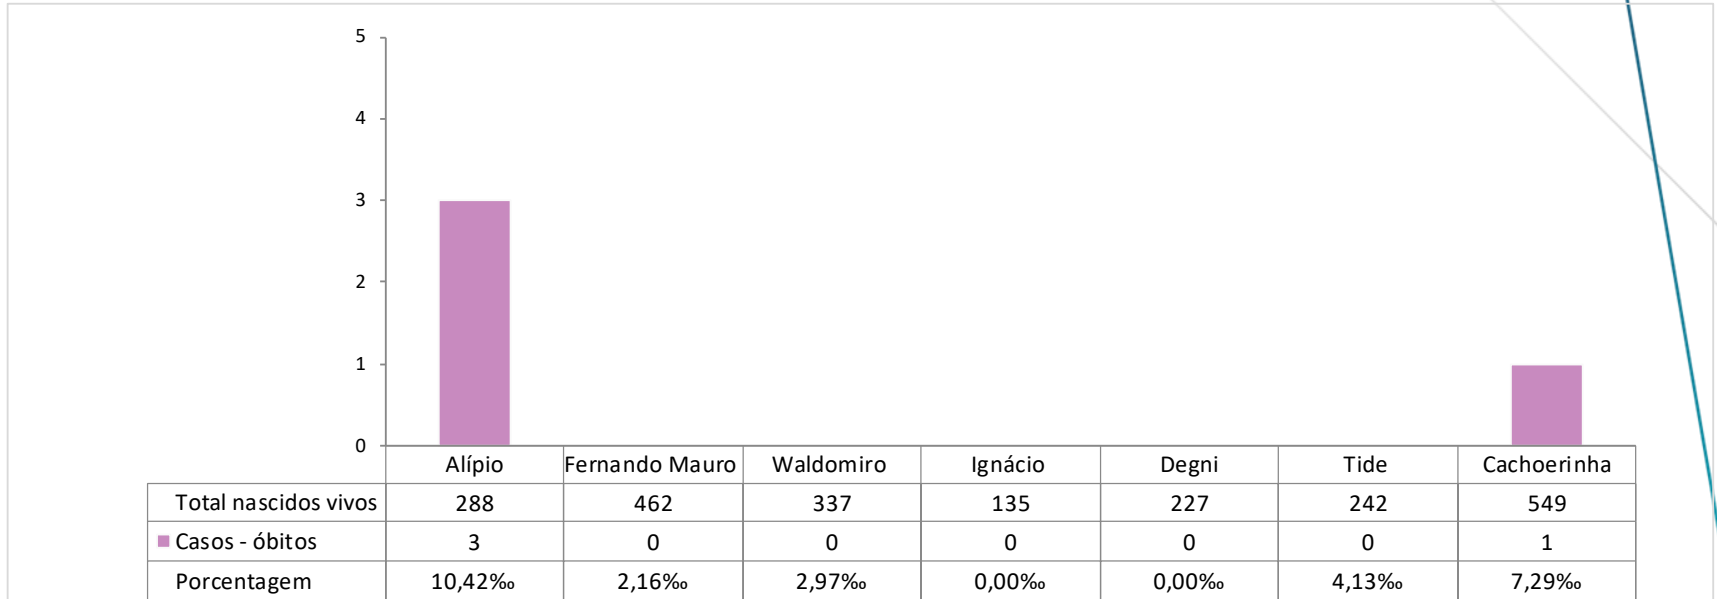 5
4
3
2
1
0
Alípio Fernando Mauro Waldomiro Ignácio Degni Tide Cachoerinha
Total nascidos vivos 288 462 337 135 227 242 549
Casos - óbitos 3 0 0 0 0 0 1
Porcentagem 10,42‰ 2,16‰ 2,97‰ 0,00‰ 0,00‰ 4,13‰ 7,29‰